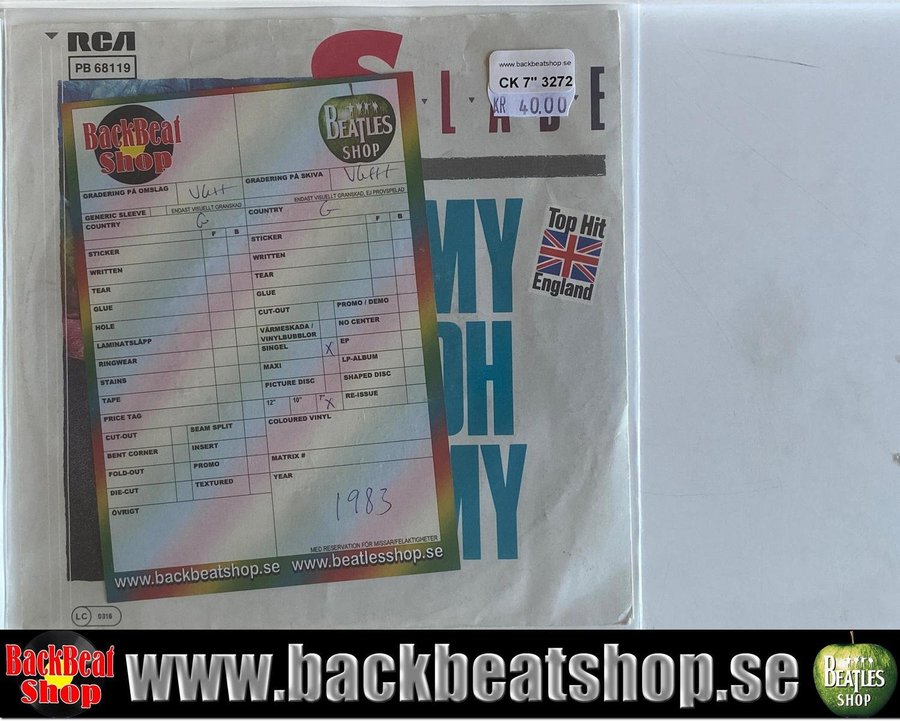 RCA
PB 68119
SLADE
www.backbeatshop.se
CK 7" 3272
KR 40.00
MY
OH
MY
Top Hit
England
BackBeat
Shop
BEATLES
SHOP
GRADERING PÅ OMSLAG VG++
GRADERING PÅ SKIVA VG++
GENERIC SLEEVE
ENDAST VISUELLT GRANSKAD
ENDAST VISUELLT GRANSKAD, EJ PROVSPELAD
COUNTRY G
COUNTRY G
F B
F B
STICKER
WRITTEN
TEAR
GLUE
HOLE
LAMINATSLÄPP
RINGWEAR
STAINS
TAPE
PRICE TAG
CUT-OUT
SEAM SPLIT
BENT CORNER
INSERT
FOLD-OUT
PROMO
DIE-CUT
TEXTURED
ÖVRIGT
STICKER
WRITTEN
TEAR
GLUE
CUT-OUT
PROMO / DEMO
VÄRMESKADA /
VINYLBUBBLOR
NO CENTER
SINGEL X
EP
MAXI
LP-ALBUM
PICTURE DISC
SHAPED DISC
12" 10" 7" X
RE-ISSUE
COLOURED VINYL
MATRIX #
YEAR
1983
MED RESERVATION FÖR MISSAR/FELAKTIGHETER
www.backbeatshop.se www.beatlesshop.se
LC 0316
BackBeat
Shop
www.backbeatshop.se
BEATLES
SHOP